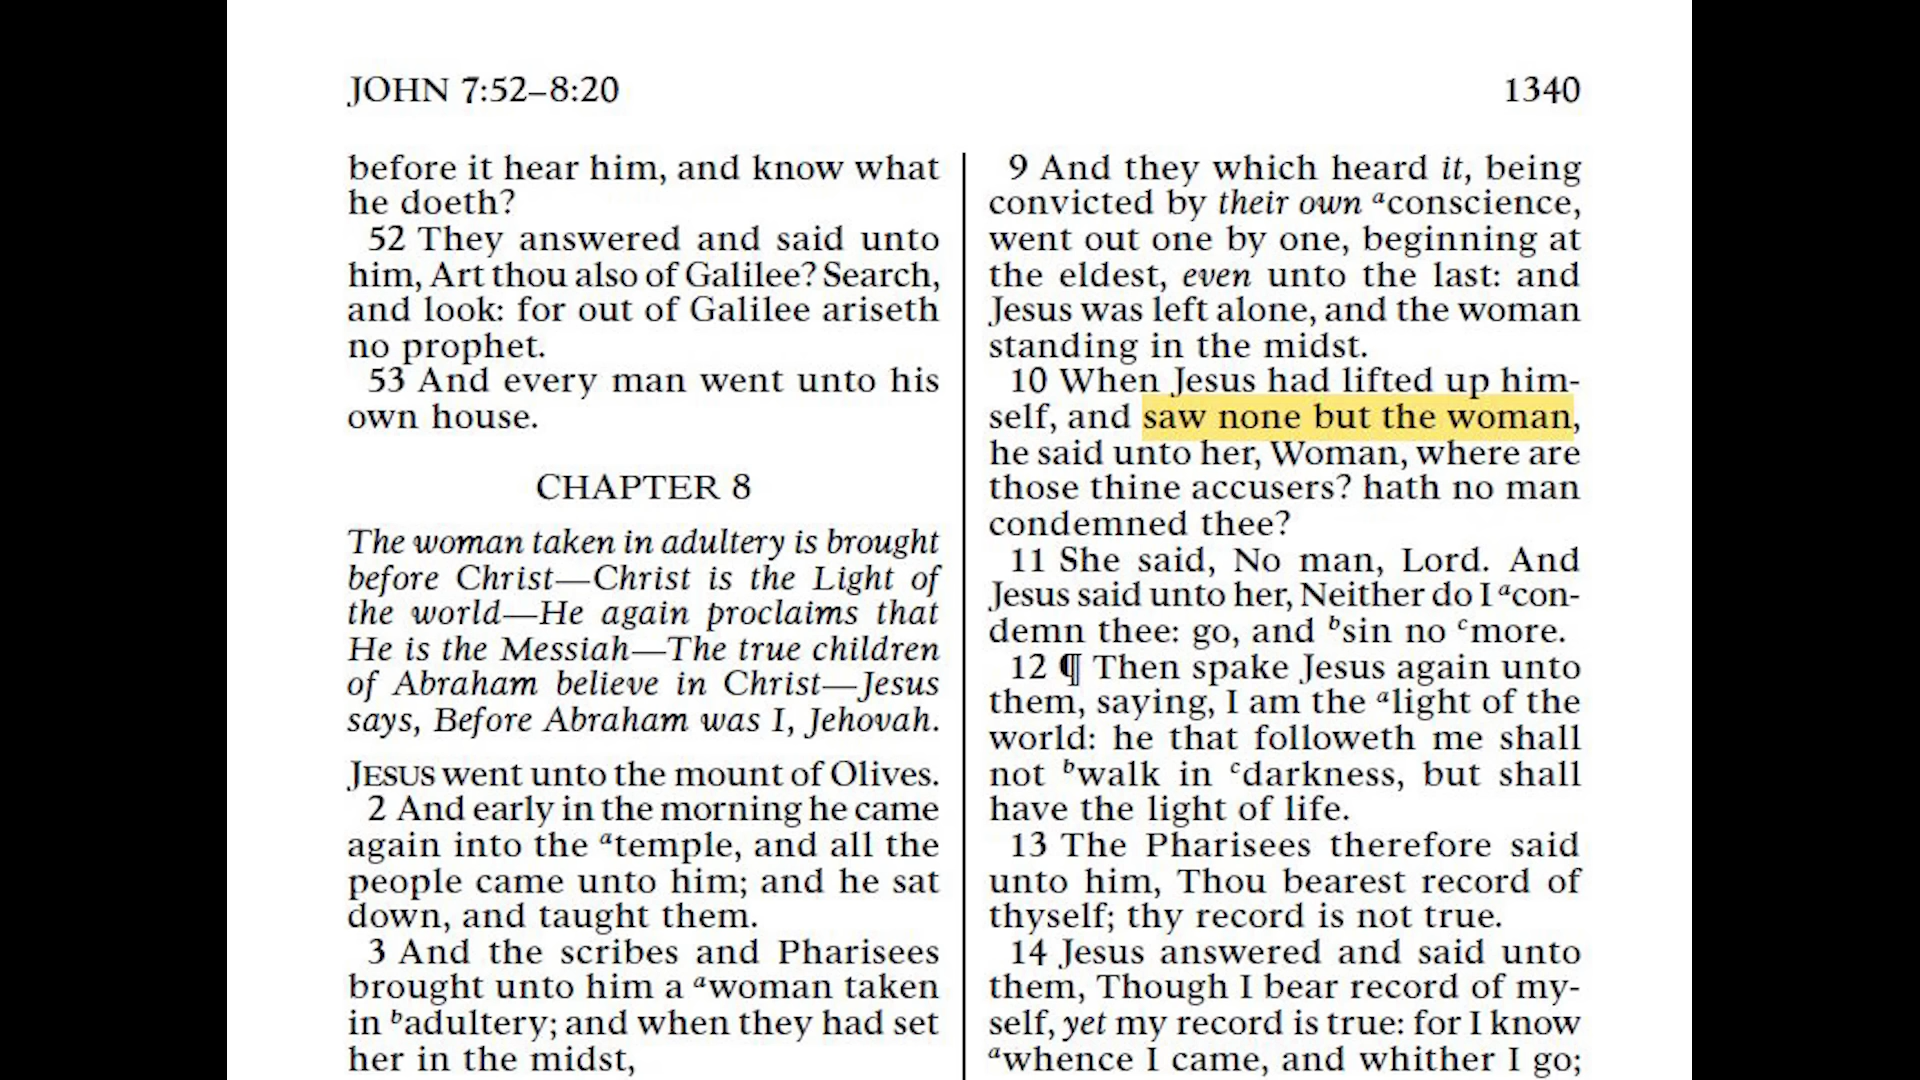 JOHN 7:52–8:20
1340
before it hear him, and know what
he doeth?
52 They answered and said unto
him, Art thou also of Galilee? Search,
and look: for out of Galilee ariseth
no prophet.
53 And every man went unto his
own house.
CHAPTER 8
The woman taken in adultery is brought
before Christ—Christ is the Light of
the world—He again proclaims that
He is the Messiah—The true children
of Abraham believe in Christ—Jesus
says, Before Abraham was I, Jehovah.
JESUS went unto the mount of Olives.
2 And early in the morning he came
again into the ᵃtemple, and all the
people came unto him; and he sat
down, and taught them.
3 And the scribes and Pharisees
brought unto him a ᵃwoman taken
in ᵇadultery; and when they had set
her in the midst,
9 And they which heard it, being
convicted by their own ᵃconscience,
went out one by one, beginning at
the eldest, even unto the last: and
Jesus was left alone, and the woman
standing in the midst.
10 When Jesus had lifted up him-
self, and saw none but the woman,
he said unto her, Woman, where are
those thine accusers? hath no man
condemned thee?
11 She said, No man, Lord. And
Jesus said unto her, Neither do I ᵃcon-
demn thee: go, and ᵇsin no ᶜmore.
12 ¶ Then spake Jesus again unto
them, saying, I am the ᵃlight of the
world: he that followeth me shall
not ᵇwalk in ᶜdarkness, but shall
have the light of life.
13 The Pharisees therefore said
unto him, Thou bearest record of
thyself; thy record is not true.
14 Jesus answered and said unto
them, Though I bear record of my-
self, yet my record is true: for I know
ᵃwhence I came, and whither I go;